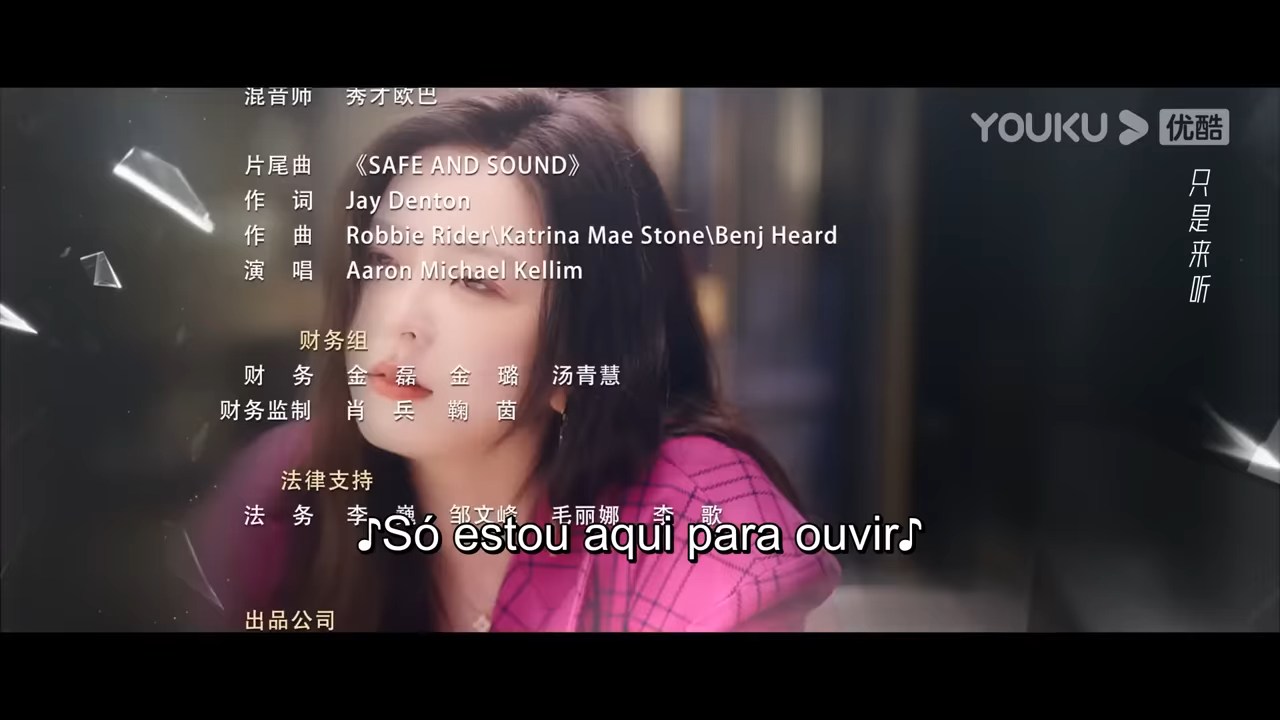 混音师 秀才欧巴
YOUKU 优酷
片尾曲 《SAFE AND SOUND》
作词 Jay Denton
作曲 Robbie Rider\Katrina Mae Stone\Benj Heard
演唱 Aaron Michael Kellim
只是来听
财务组
财务 金磊 金璐 汤青慧
财务监制 肖兵 鞠茵
法律支持
法务 李巍 邹文峰 毛丽娜 李歌
♪Só estou aqui para ouvir♪
出品公司